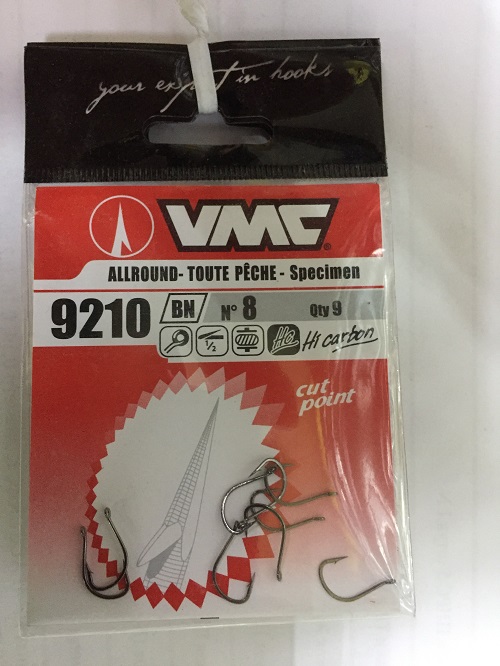 your expert in hooks
VMC
ALLROUND- TOUTE PÊCHE - Specimen
9210 BN N° 8 Qty 9
1/2 HC Hi carbon
cut
point